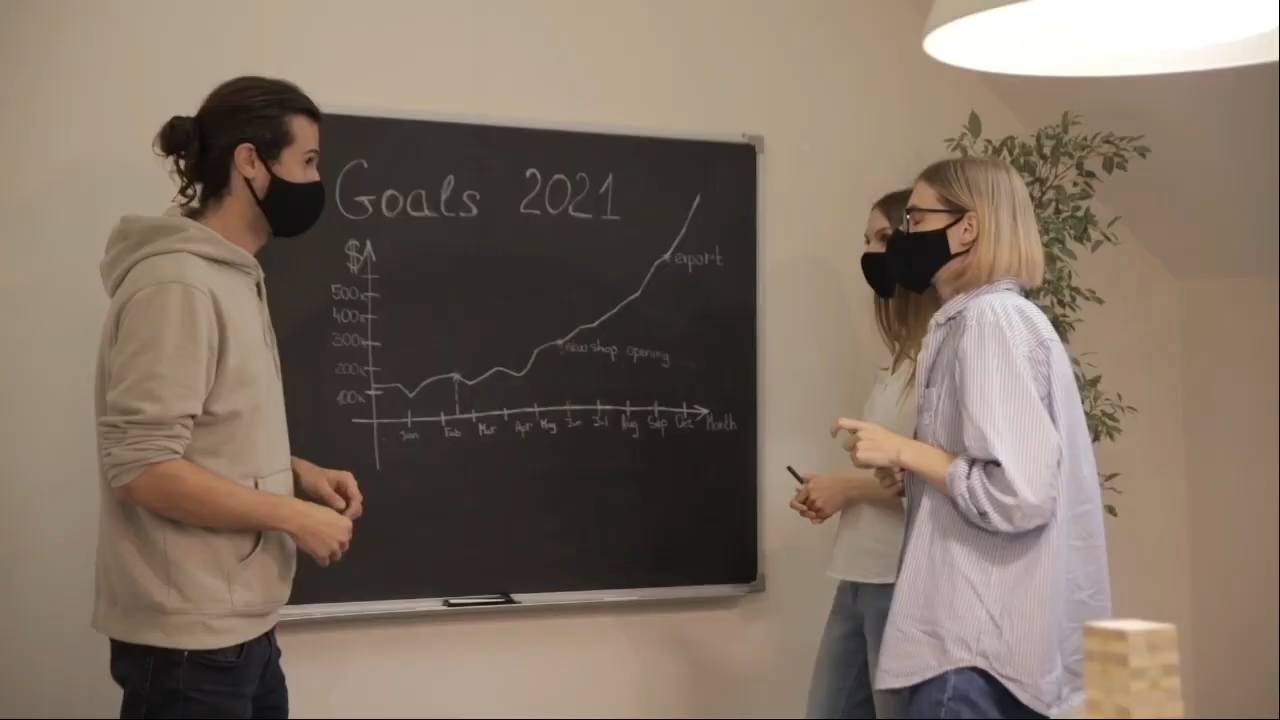 Goals 2021
$
export
500k
400k
300k
new shop opening
200k
100k
Jan Feb Mar Apr May Jun Jul Aug Sep Dec Month